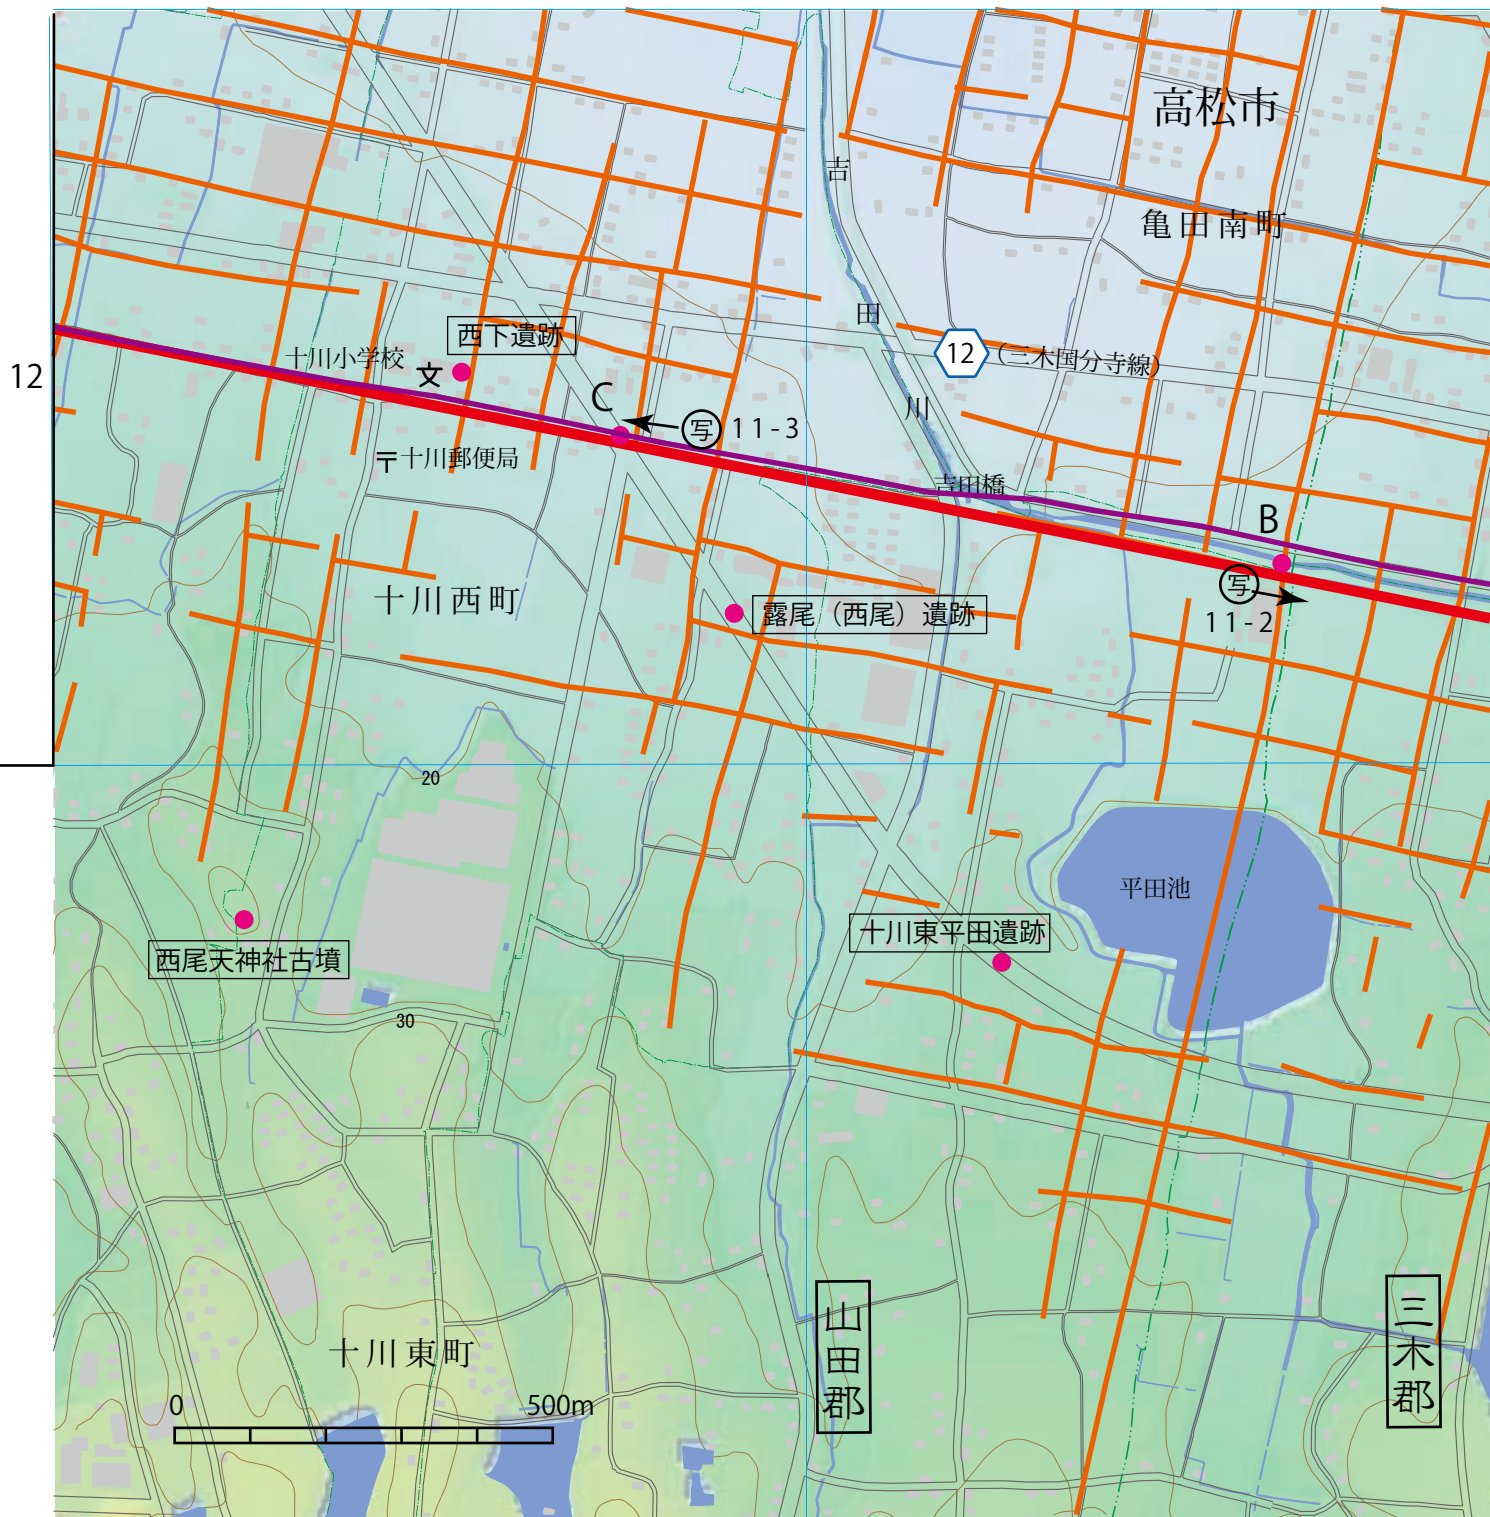 高松市
吉
亀田南町
田
西下遺跡
12
(三木国分寺線)
十川小学校
文
12
C
川
写 11-3
〒十川郵便局
吉田橋
B
写
11-2
十川西町
露尾（西尾）遺跡
20
平田池
十川東平田遺跡
西尾天神社古墳
30
山田郡
三木郡
十川東町
0
500m